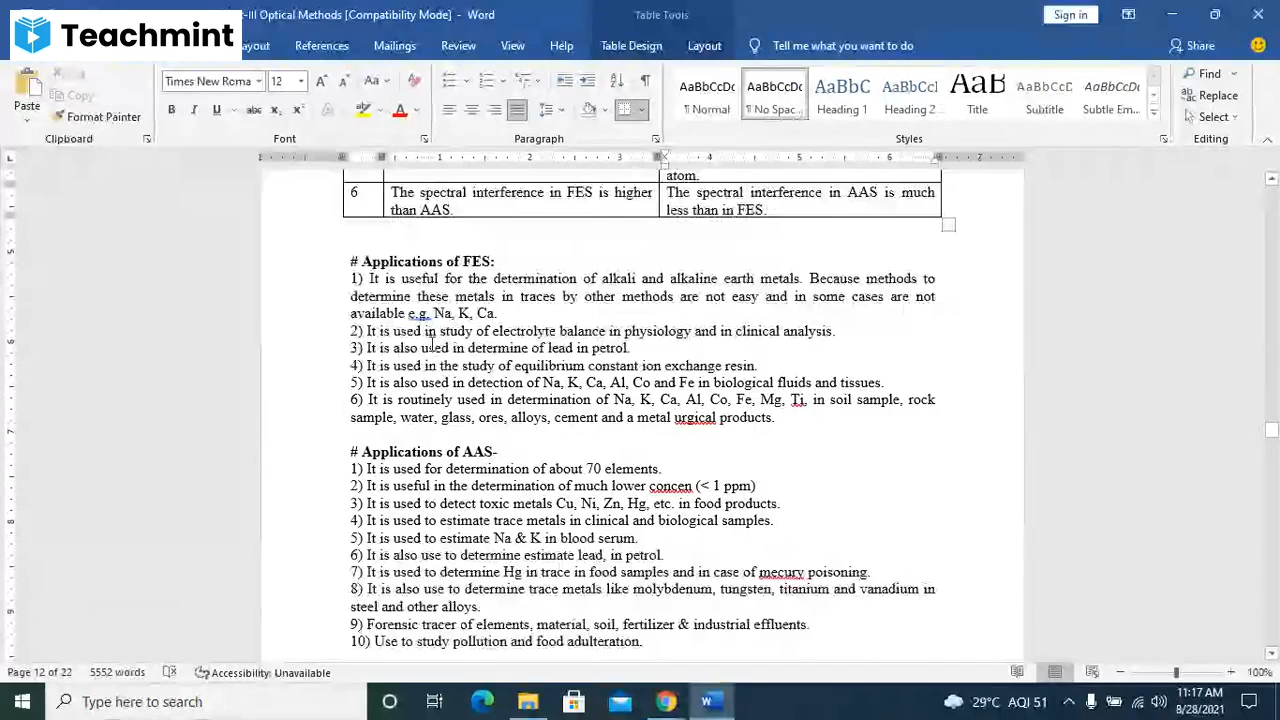 -III Optical Methods [Compatibility Mode] - Word
Table Tools
Sign in
Teachmint
References
Mailings
Review
View
Help
Table Design
Layout
Tell me what you want to do
Share
Paste
Copy
Format Painter
Clipboard
Times New Roma
12
Font
Paragraph
AaBbCcDc
¶ Normal
AaBbCcDc
¶ No Spac...
AaBbC
Heading 1
AaBbCc
Heading 2
AaB
Title
AaBbCcD
Subtitle
AaBbCcDc
Subtle Em...
Styles
Find
Replace
Select
Editing
atom.
6
The spectral interference in FES is higher
than AAS.
The spectral interference in AAS is much
less than in FES.
# Applications of FES:
1) It is useful for the determination of alkali and alkaline earth metals. Because methods to
determine these metals in traces by other methods are not easy and in some cases are not
available e.g. Na, K, Ca.
2) It is used in study of electrolyte balance in physiology and in clinical analysis.
3) It is also used in determine of lead in petrol.
4) It is used in the study of equilibrium constant ion exchange resin.
5) It is also used in detection of Na, K, Ca, Al, Co and Fe in biological fluids and tissues.
6) It is routinely used in determination of Na, K, Ca, Al, Co, Fe, Mg, Ti, in soil sample, rock
sample, water, glass, ores, alloys, cement and a metal urgical products.
# Applications of AAS-
1) It is used for determination of about 70 elements.
2) It is useful in the determination of much lower concen (< 1 ppm)
3) It is used to detect toxic metals Cu, Ni, Zn, Hg, etc. in food products.
4) It is used to estimate trace metals in clinical and biological samples.
5) It is used to estimate Na & K in blood serum.
6) It is also use to determine estimate lead, in petrol.
7) It is used to determine Hg in trace in food samples and in case of mecury poisoning.
8) It is also use to determine trace metals like molybdenum, tungsten, titanium and vanadium in
steel and other alloys.
9) Forensic tracer of elements, material, soil, fertilizer & industrial effluents.
10) Use to study pollution and food adulteration.
Page 12 of 22
5552 words
Accessibility: Unavailable
100%
Type here to search
29°C AQI 51
11:17 AM
8/28/2021